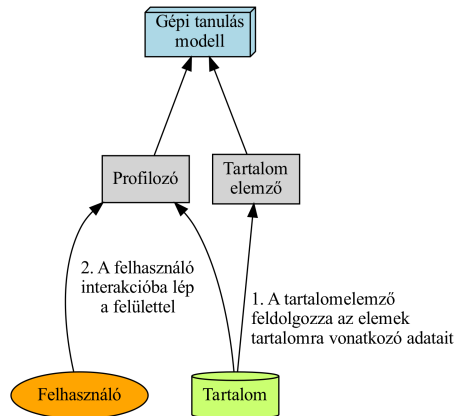 Gépi tanulás
modell
Profilozó
Tartalom
elemző
2. A felhasználó
interakcióba lép
a felülettel
1. A tartalomelemző
feldolgozza az elemek
tartalomra vonatkozó adatait
Felhasználó
Tartalom